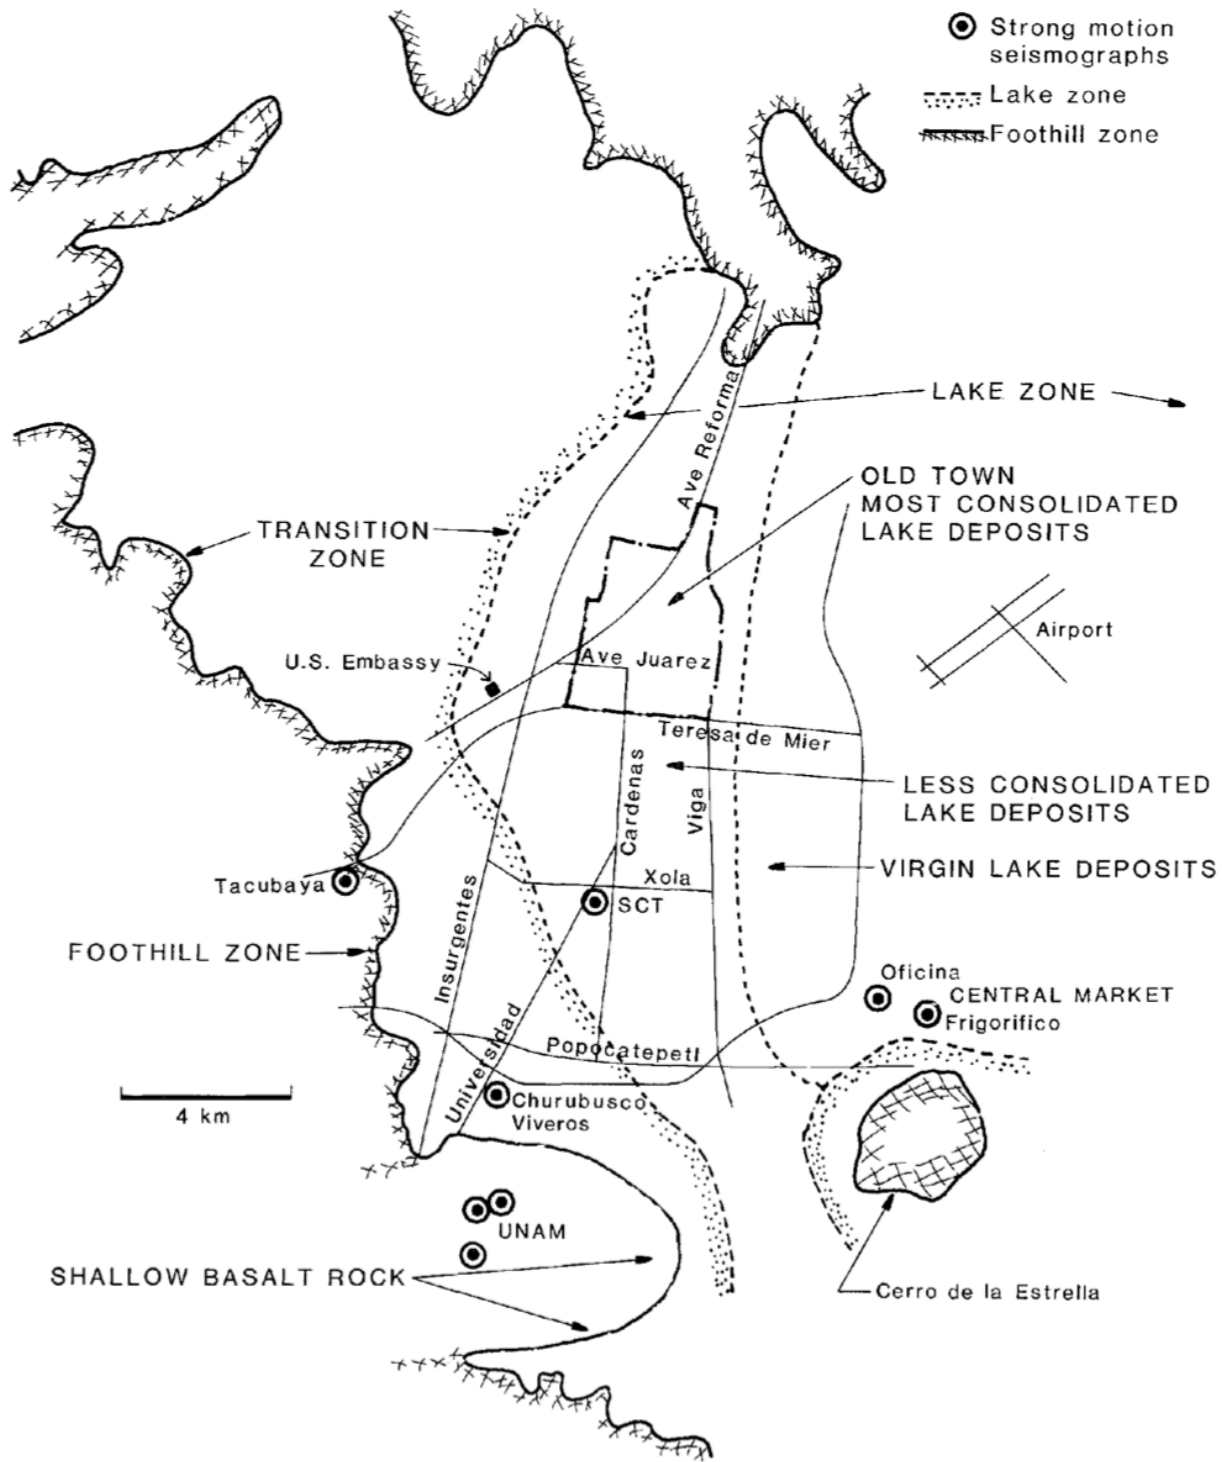 Strong motion
seismographs
Lake zone
Foothill zone
LAKE ZONE
Ave Reforma
OLD TOWN
MOST CONSOLIDATED
LAKE DEPOSITS
TRANSITION
ZONE
Airport
U.S. Embassy
Ave Juarez
Teresa de Mier
Cardenas
Viga
LESS CONSOLIDATED
LAKE DEPOSITS
VIRGIN LAKE DEPOSITS
Tacubaya
Xola
SCT
FOOTHILL ZONE
Insurgentes
Oficina
CENTRAL MARKET
Frigorifico
Universidad
Popocatepetl
4 km
Churubusco
Viveros
UNAM
SHALLOW BASALT ROCK
Cerro de la Estrella